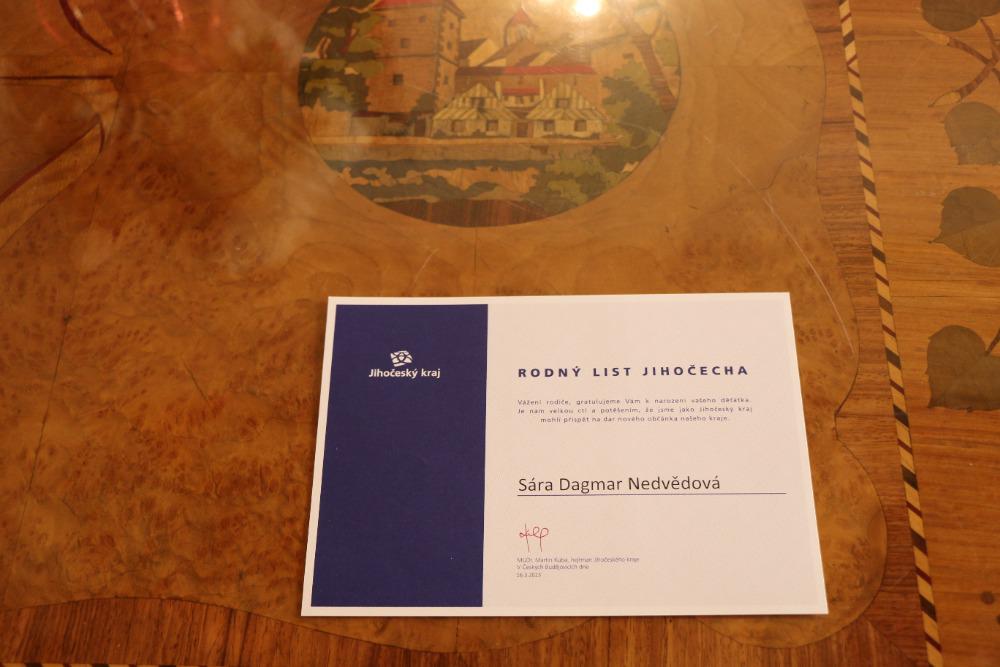 Jihočeský kraj
RODNÝ LIST JIHOČECHA
Vážení rodiče, gratulujeme Vám k narození vašeho děťátka.
Je nám velkou ctí a potěšením, že jsme jako Jihočeský kraj
mohli přispět na dar nového občánka našeho kraje.
Sára Dagmar Nedvědová
MUDr. Martin Kuba, hejtman Jihočeského kraje
V Českých Budějovicích dne